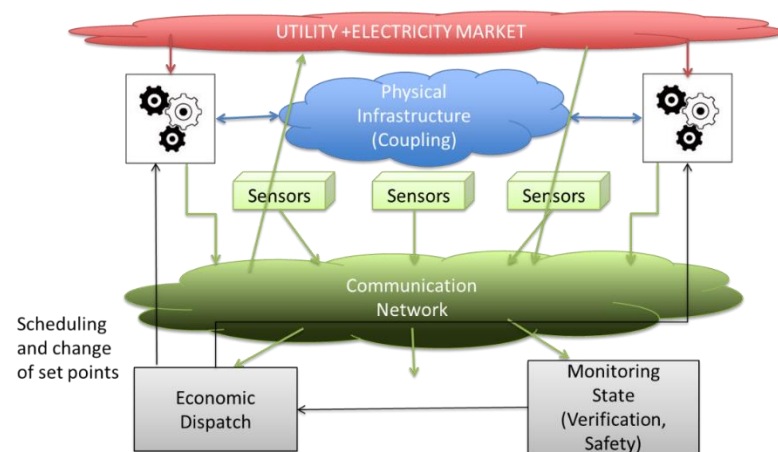 UTILITY +ELECTRICITY MARKET
Physical
Infrastructure
(Coupling)
Sensors
Sensors
Sensors
Communication
Network
Scheduling
and change
of set points
Economic
Dispatch
Monitoring
State
(Verification,
Safety)